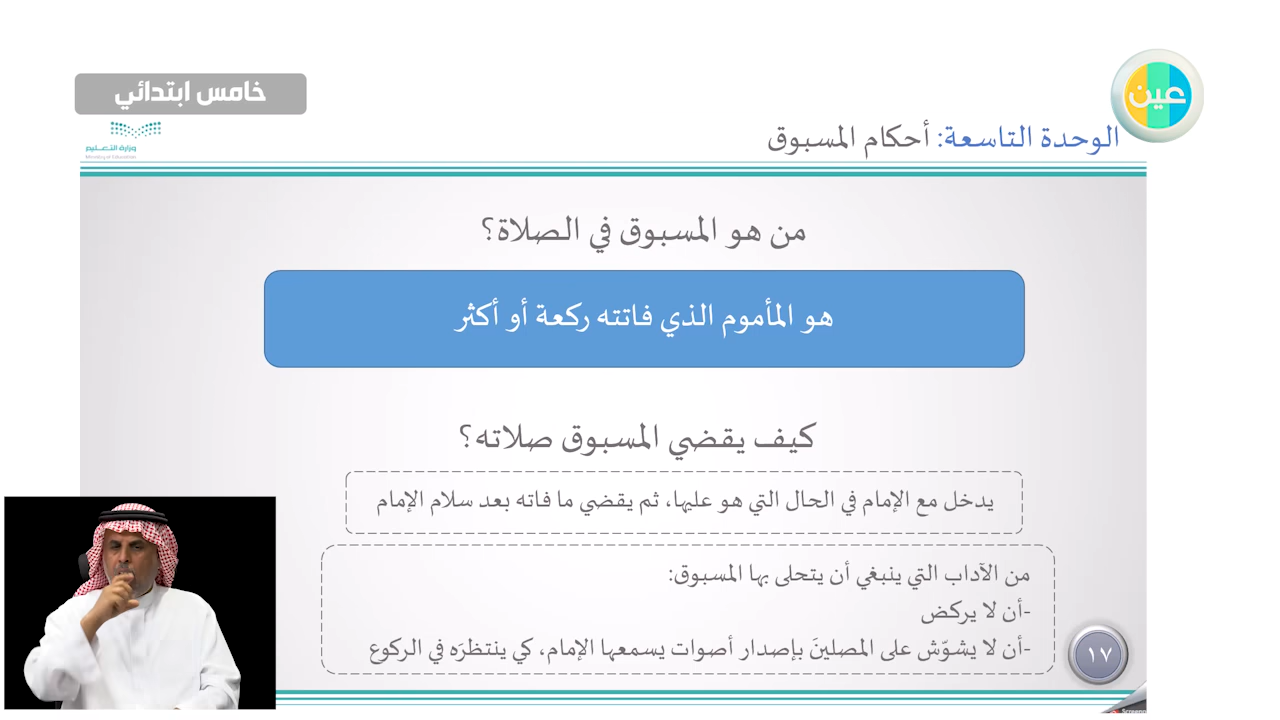 خامس ابتدائي
عين
وزارة التعليم
Ministry of Education
الوحدة التاسعة: أحكام المسبوق
من هو المسبوق في الصلاة؟
هو المأموم الذي فاتته ركعة أو أكثر
كيف يقضي المسبوق صلاته؟
يدخل مع الإمام في الحال التي هو عليها، ثم يقضي ما فاته بعد سلام الإمام
من الآداب التي ينبغي أن يتحلى بها المسبوق:
-أن لا يركض
-أن لا يشوّش على المصلينَ بإصدار أصوات يسمعها الإمام، كي ينتظرَه في الركوع
١٧